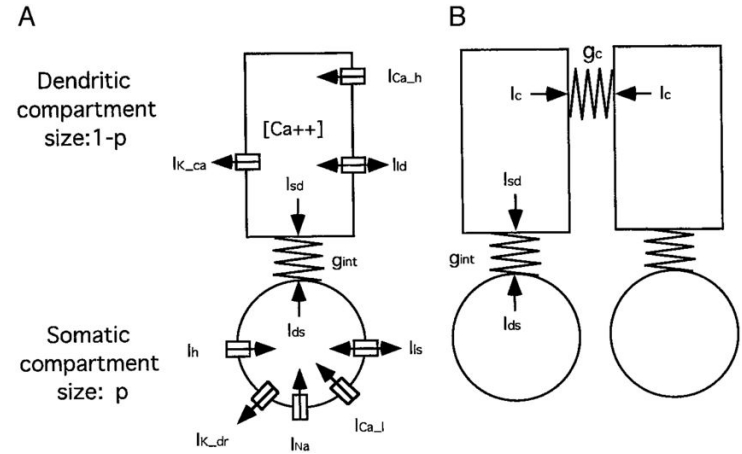 A
Dendritic
compartment
size:1-p
ICa_h
[Ca++]
IK_ca
Ild
Isd
gint
Ids
Somatic
compartment
size: p
Ih
Ils
IK_dr
INa
ICa_l
B
gc
Ic
Ic
Isd
gint
Ids